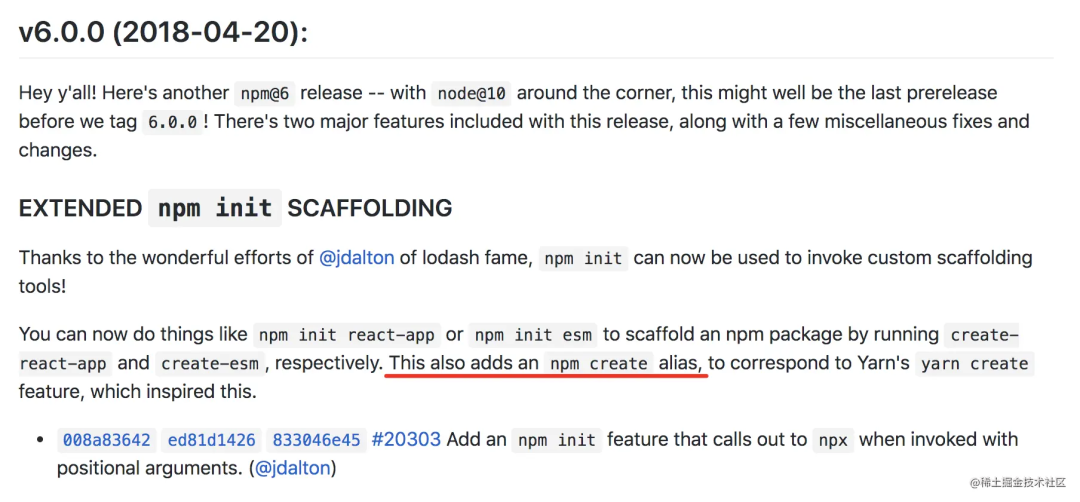 v6.0.0 (2018-04-20):
Hey y'all! Here's another npm@6 release -- with node@10 around the corner, this might well be the last prerelease
before we tag 6.0.0 ! There's two major features included with this release, along with a few miscellaneous fixes and
changes.
EXTENDED npm init SCAFFOLDING
Thanks to the wonderful efforts of @jdalton of lodash fame, npm init can now be used to invoke custom scaffolding
tools!
You can now do things like npm init react-app or npm init esm to scaffold an npm package by running create-
react-app and create-esm , respectively. This also adds an npm create alias, to correspond to Yarn's yarn create
feature, which inspired this.
• 008a83642 ed81d1426 833046e45 #20303 Add an npm init feature that calls out to npx when invoked with
positional arguments. (@jdalton)
@稀土掘金技术社区